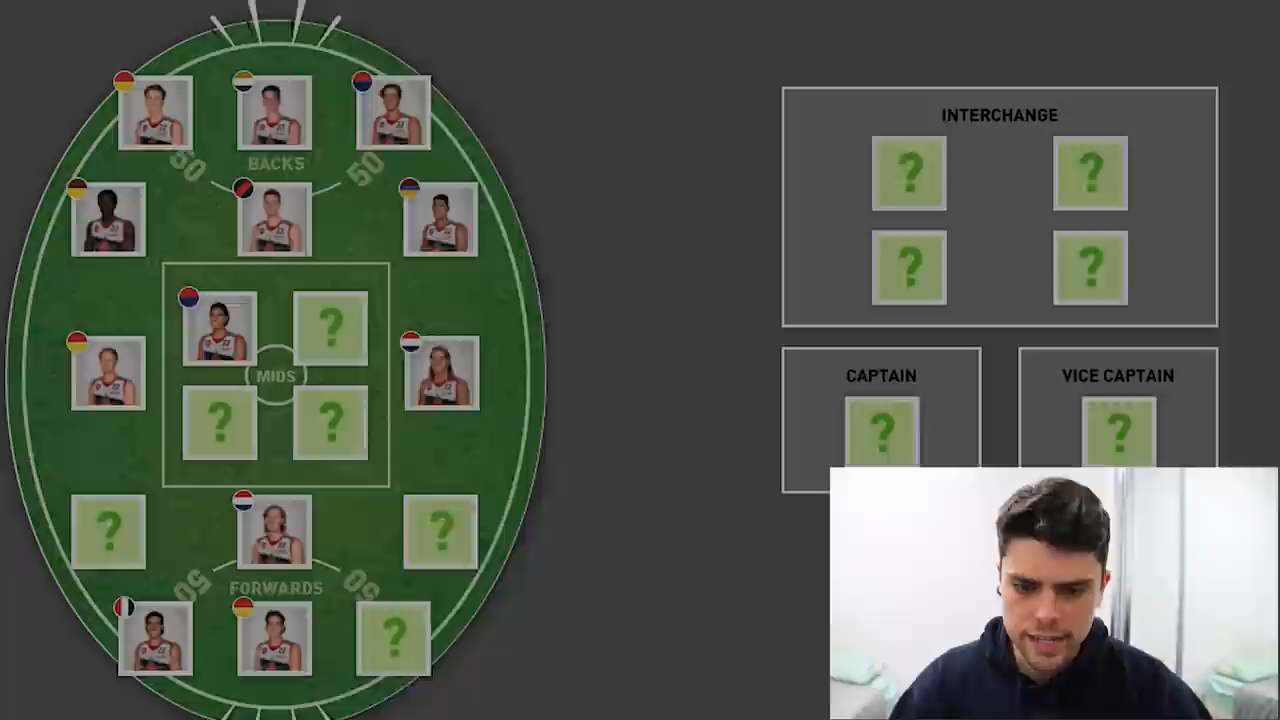 50 BACKS 50
MIDS
50 FORWARDS 50
INTERCHANGE
? ?
? ?
CAPTAIN
VICE CAPTAIN
? ?
?
? ?
? ?
?